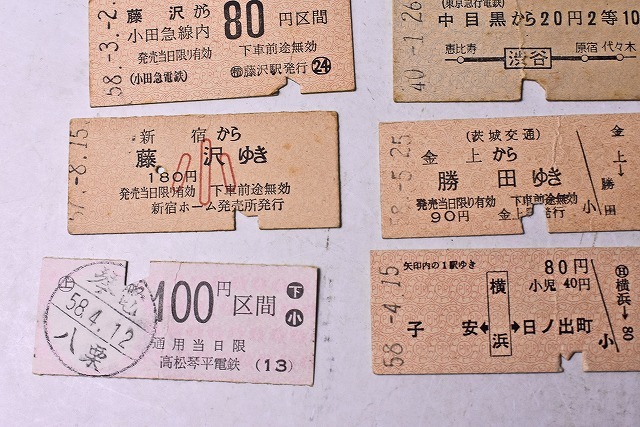 58.-3.-2.
藤沢から
小田急線内
80円区間
発売当日限り有効 下車前途無効
(小田急電鉄)
藤沢駅発行 24
40.-1.26
(東京急行電鉄)
中目黒から20円2等10
恵比寿 渋谷 原宿 代々木
57.-8.15
新宿から
藤沢ゆき
小
180円
発売当日限り有効 下車前途無効
新宿ホーム発売所発行
58.-5.25
(茨城交通)
金上から
勝田ゆき
発売当日限り有効 下車前途無効
90円
発行
小
金上→勝田
八栗
58.4.12
100円区間
下
小
通用当日限
高松琴平電鉄 (13)
58.-4.15
矢印内の1駅ゆき
80円
小児 40円
子安←横浜→日ノ出町
小
横浜→80